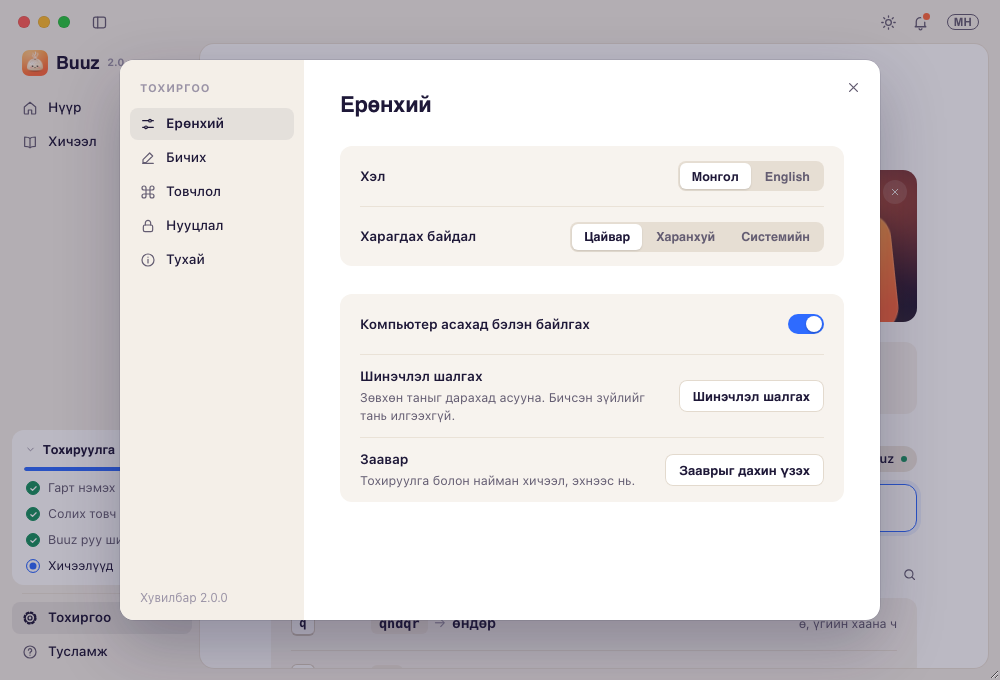 MH
Buuz 2.0
Нүүр
Хичээл
ТОХИРГОО
Ерөнхий
Бичих
Товчлол
Нууцлал
Тухай
Хувилбар 2.0.0
Ерөнхий
Хэл
Монгол English
Харагдах байдал
Цайвар Харанхуй Системийн
Компьютер асахад бэлэн байлгах
Шинэчлэл шалгах
Зөвхөн таныг дарахад асууна. Бичсэн зүйлийг
тань илгээхгүй.
Шинэчлэл шалгах
Заавар
Тохируулга болон найман хичээл, эхнээс нь.
Зааврыг дахин үзэх
Тохируулга
Гарт нэмэх
Солих товч
Buuz руу
Хичээлүүд
Тохиргоо
Тусламж
q qndqr → өндөр ө, үгийн хаана ч